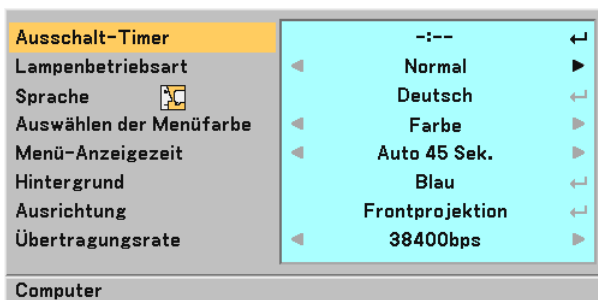 Ausschalt-Timer -:--
Lampenbetriebsart Normal
Sprache Deutsch
Auswählen der Menüfarbe Farbe
Menü-Anzeigezeit Auto 45 Sek.
Hintergrund Blau
Ausrichtung Frontprojektion
Übertragungsrate 38400bps
Computer